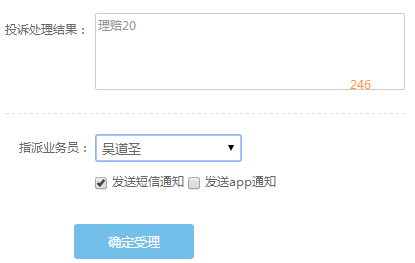 投诉处理结果： 理赔20
246
指派业务员： 吴道圣
发送短信通知 发送app通知
确定受理